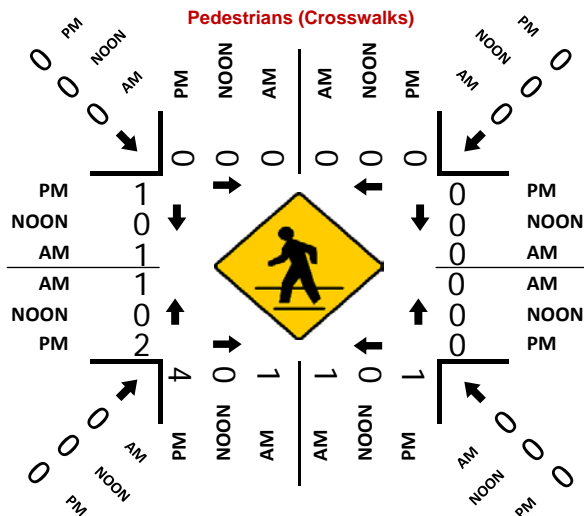 Pedestrians (Crosswalks)
0 PM
0 NOON
0 AM
PM NOON AM AM NOON PM
PM 0
NOON 0
AM 0
0 0 0 0 0 0
PM 1 0 PM
NOON 0 0 NOON
AM 1 0 AM
AM 1 0 AM
NOON 0 0 NOON
PM 2 0 PM
4 0 1 1 0 1
PM NOON AM AM NOON PM
0 AM
0 NOON
0 PM
AM 0
NOON 0
PM 0